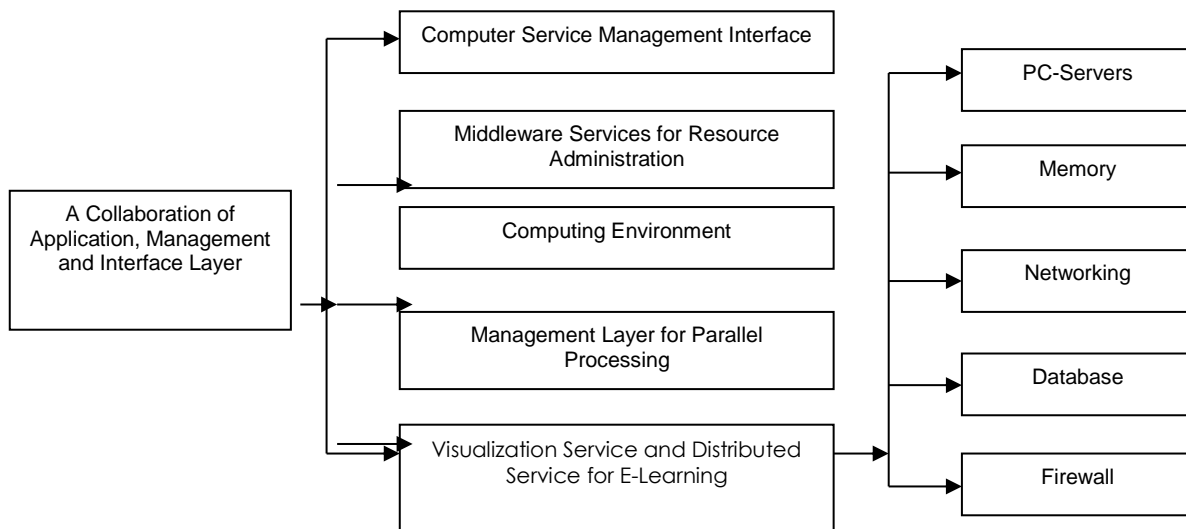 A Collaboration of
Application, Management
and Interface Layer
Computer Service Management Interface
Middleware Services for Resource
Administration
Computing Environment
Management Layer for Parallel
Processing
Visualization Service and Distributed
Service for E-Learning
PC-Servers
Memory
Networking
Database
Firewall